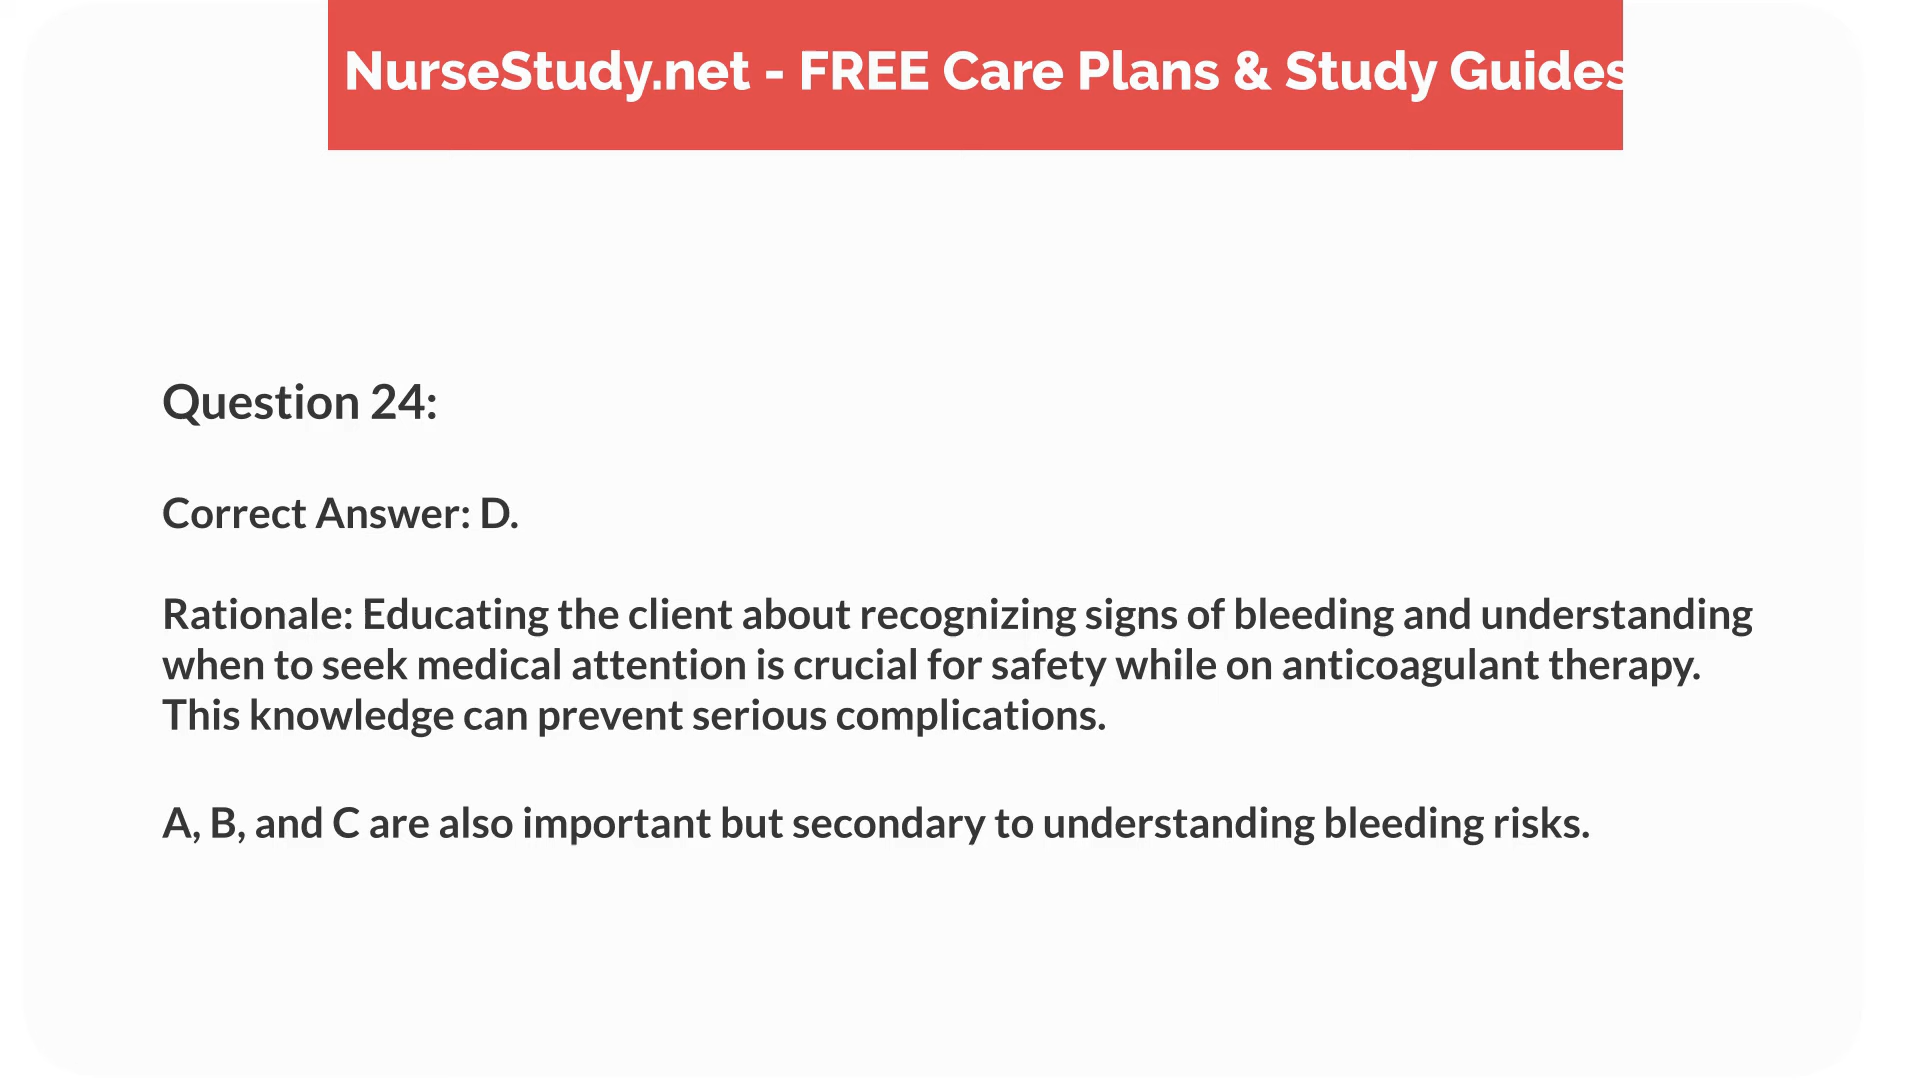 NurseStudy.net - FREE Care Plans & Study Guides
Question 24:
Correct Answer: D.
Rationale: Educating the client about recognizing signs of bleeding and understanding
when to seek medical attention is crucial for safety while on anticoagulant therapy.
This knowledge can prevent serious complications.
A, B, and C are also important but secondary to understanding bleeding risks.